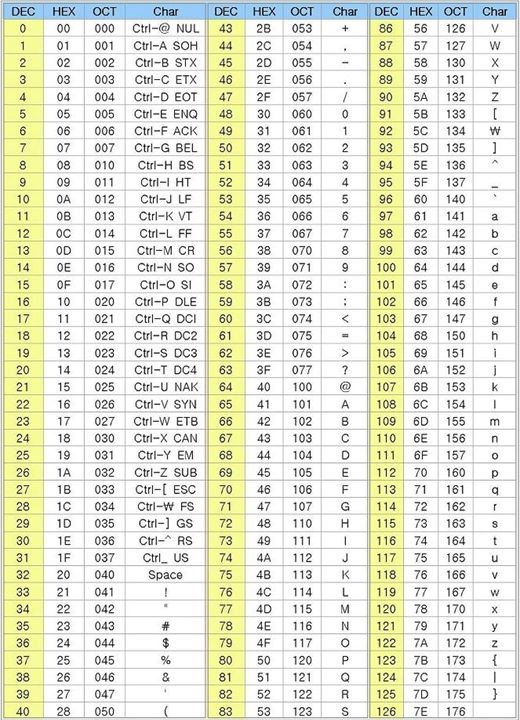 DEC HEX OCT Char DEC HEX OCT Char DEC HEX OCT Char
0 00 000 Ctrl-@ NUL 43 2B 053 + 86 56 126 V
1 01 001 Ctrl-A SOH 44 2C 054 , 87 57 127 W
2 02 002 Ctrl-B STX 45 2D 055 - 88 58 130 X
3 03 003 Ctrl-C ETX 46 2E 056 . 89 59 131 Y
4 04 004 Ctrl-D EOT 47 2F 057 / 90 5A 132 Z
5 05 005 Ctrl-E ENQ 48 30 060 0 91 5B 133 [
6 06 006 Ctrl-F ACK 49 31 061 1 92 5C 134 ₩
7 07 007 Ctrl-G BEL 50 32 062 2 93 5D 135 ]
8 08 010 Ctrl-H BS 51 33 063 3 94 5E 136 ^
9 09 011 Ctrl-I HT 52 34 064 4 95 5F 137 _
10 0A 012 Ctrl-J LF 53 35 065 5 96 60 140 `
11 0B 013 Ctrl-K VT 54 36 066 6 97 61 141 a
12 0C 014 Ctrl-L FF 55 37 067 7 98 62 142 b
13 0D 015 Ctrl-M CR 56 38 070 8 99 63 143 c
14 0E 016 Ctrl-N SO 57 39 071 9 100 64 144 d
15 0F 017 Ctrl-O SI 58 3A 072 : 101 65 145 e
16 10 020 Ctrl-P DLE 59 3B 073 ; 102 66 146 f
17 11 021 Ctrl-Q DCI 60 3C 074 < 103 67 147 g
18 12 022 Ctrl-R DC2 61 3D 075 = 104 68 150 h
19 13 023 Ctrl-S DC3 62 3E 076 > 105 69 151 i
20 14 024 Ctrl-T DC4 63 3F 077 ? 106 6A 152 j
21 15 025 Ctrl-U NAK 64 40 100 @ 107 6B 153 k
22 16 026 Ctrl-V SYN 65 41 101 A 108 6C 154 l
23 17 027 Ctrl-W ETB 66 42 102 B 109 6D 155 m
24 18 030 Ctrl-X CAN 67 43 103 C 110 6E 156 n
25 19 031 Ctrl-Y EM 68 44 104 D 111 6F 157 o
26 1A 032 Ctrl-Z SUB 69 45 105 E 112 70 160 p
27 1B 033 Ctrl-[ ESC 70 46 106 F 113 71 161 q
28 1C 034 Ctrl-₩ FS 71 47 107 G 114 72 162 r
29 1D 035 Ctrl-] GS 72 48 110 H 115 73 163 s
30 1E 036 Ctrl-^ RS 73 49 111 I 116 74 164 t
31 1F 037 Ctrl_ US 74 4A 112 J 117 75 165 u
32 20 040 Space 75 4B 113 K 118 76 166 v
33 21 041 ! 76 4C 114 L 119 77 167 w
34 22 042 " 77 4D 115 M 120 78 170 x
35 23 043 # 78 4E 116 N 121 79 171 y
36 24 044 $ 79 4F 117 O 122 7A 172 z
37 25 045 % 80 50 120 P 123 7B 173 {
38 26 046 & 81 51 121 Q 124 7C 174 |
39 27 047 ' 82 52 122 R 125 7D 175 }
40 28 050 ( 83 53 123 S 126 7E 176